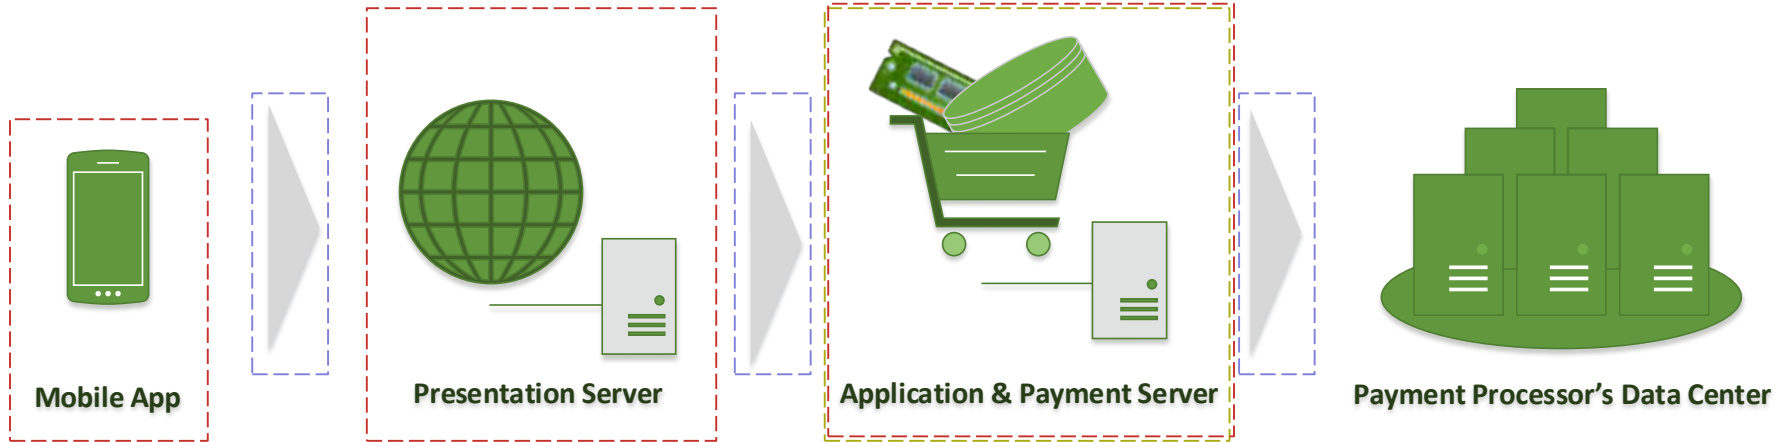 Mobile App
Presentation Server
Application & Payment Server
Payment Processor’s Data Center